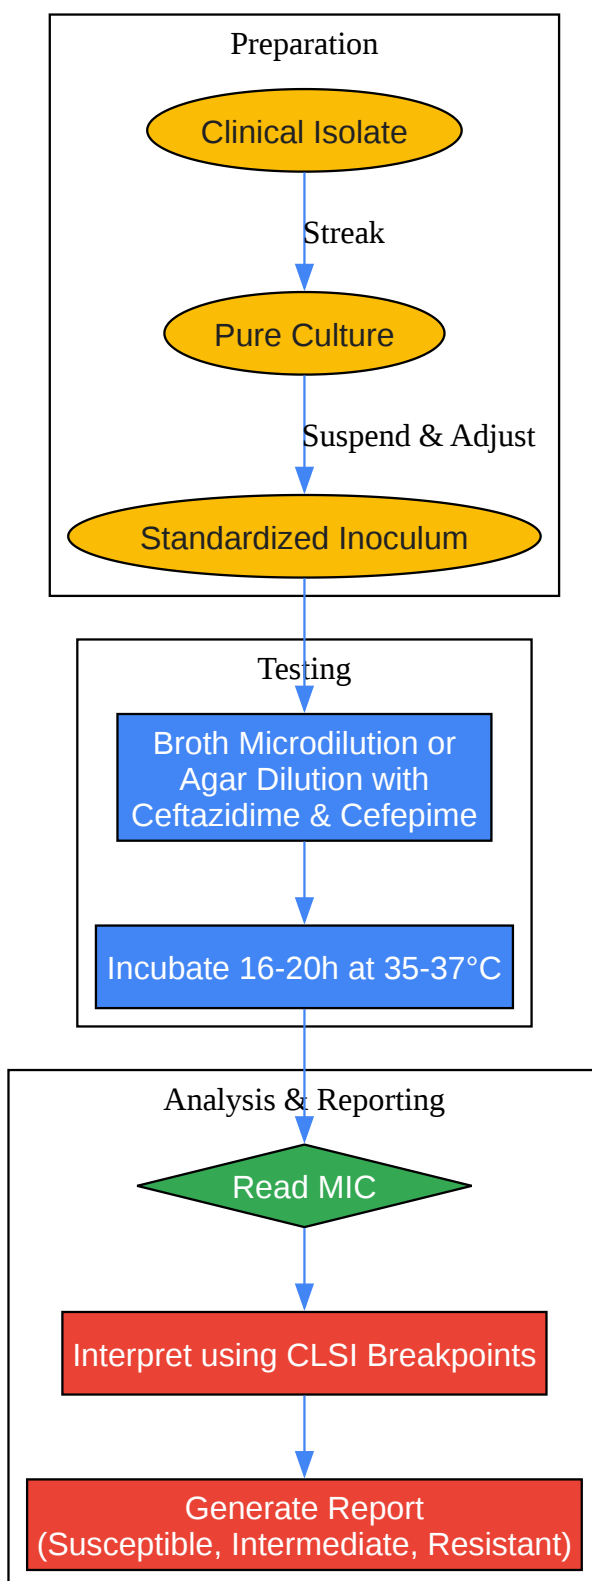 Preparation
Clinical Isolate
Streak
Pure Culture
Suspend & Adjust
Standardized Inoculum
Testing
Broth Microdilution or
Agar Dilution with
Ceftazidime & Cefepime
Incubate 16-20h at 35-37°C
Analysis & Reporting
Read MIC
Interpret using CLSI Breakpoints
Generate Report
(Susceptible, Intermediate, Resistant)